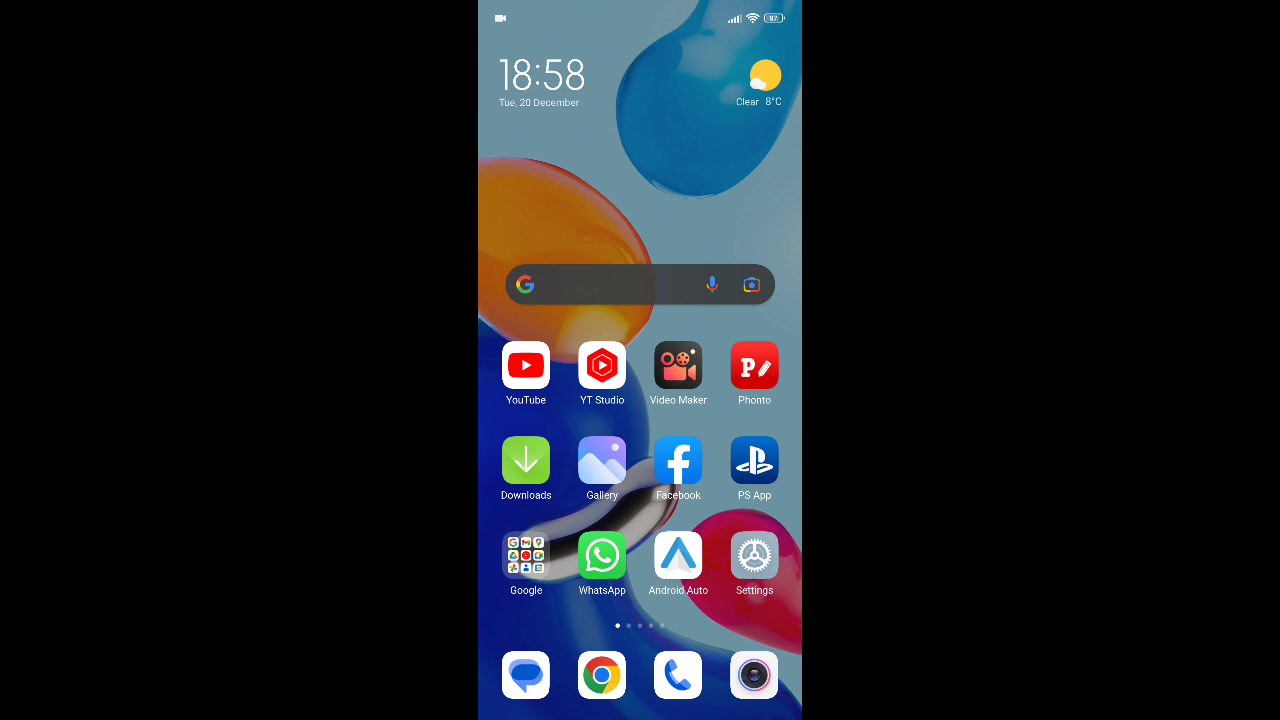 87
18:58
Tue, 20 December
Clear 8°C
YouTube YT Studio Video Maker Phonto
Downloads Gallery Facebook PS App
Google WhatsApp Android Auto Settings